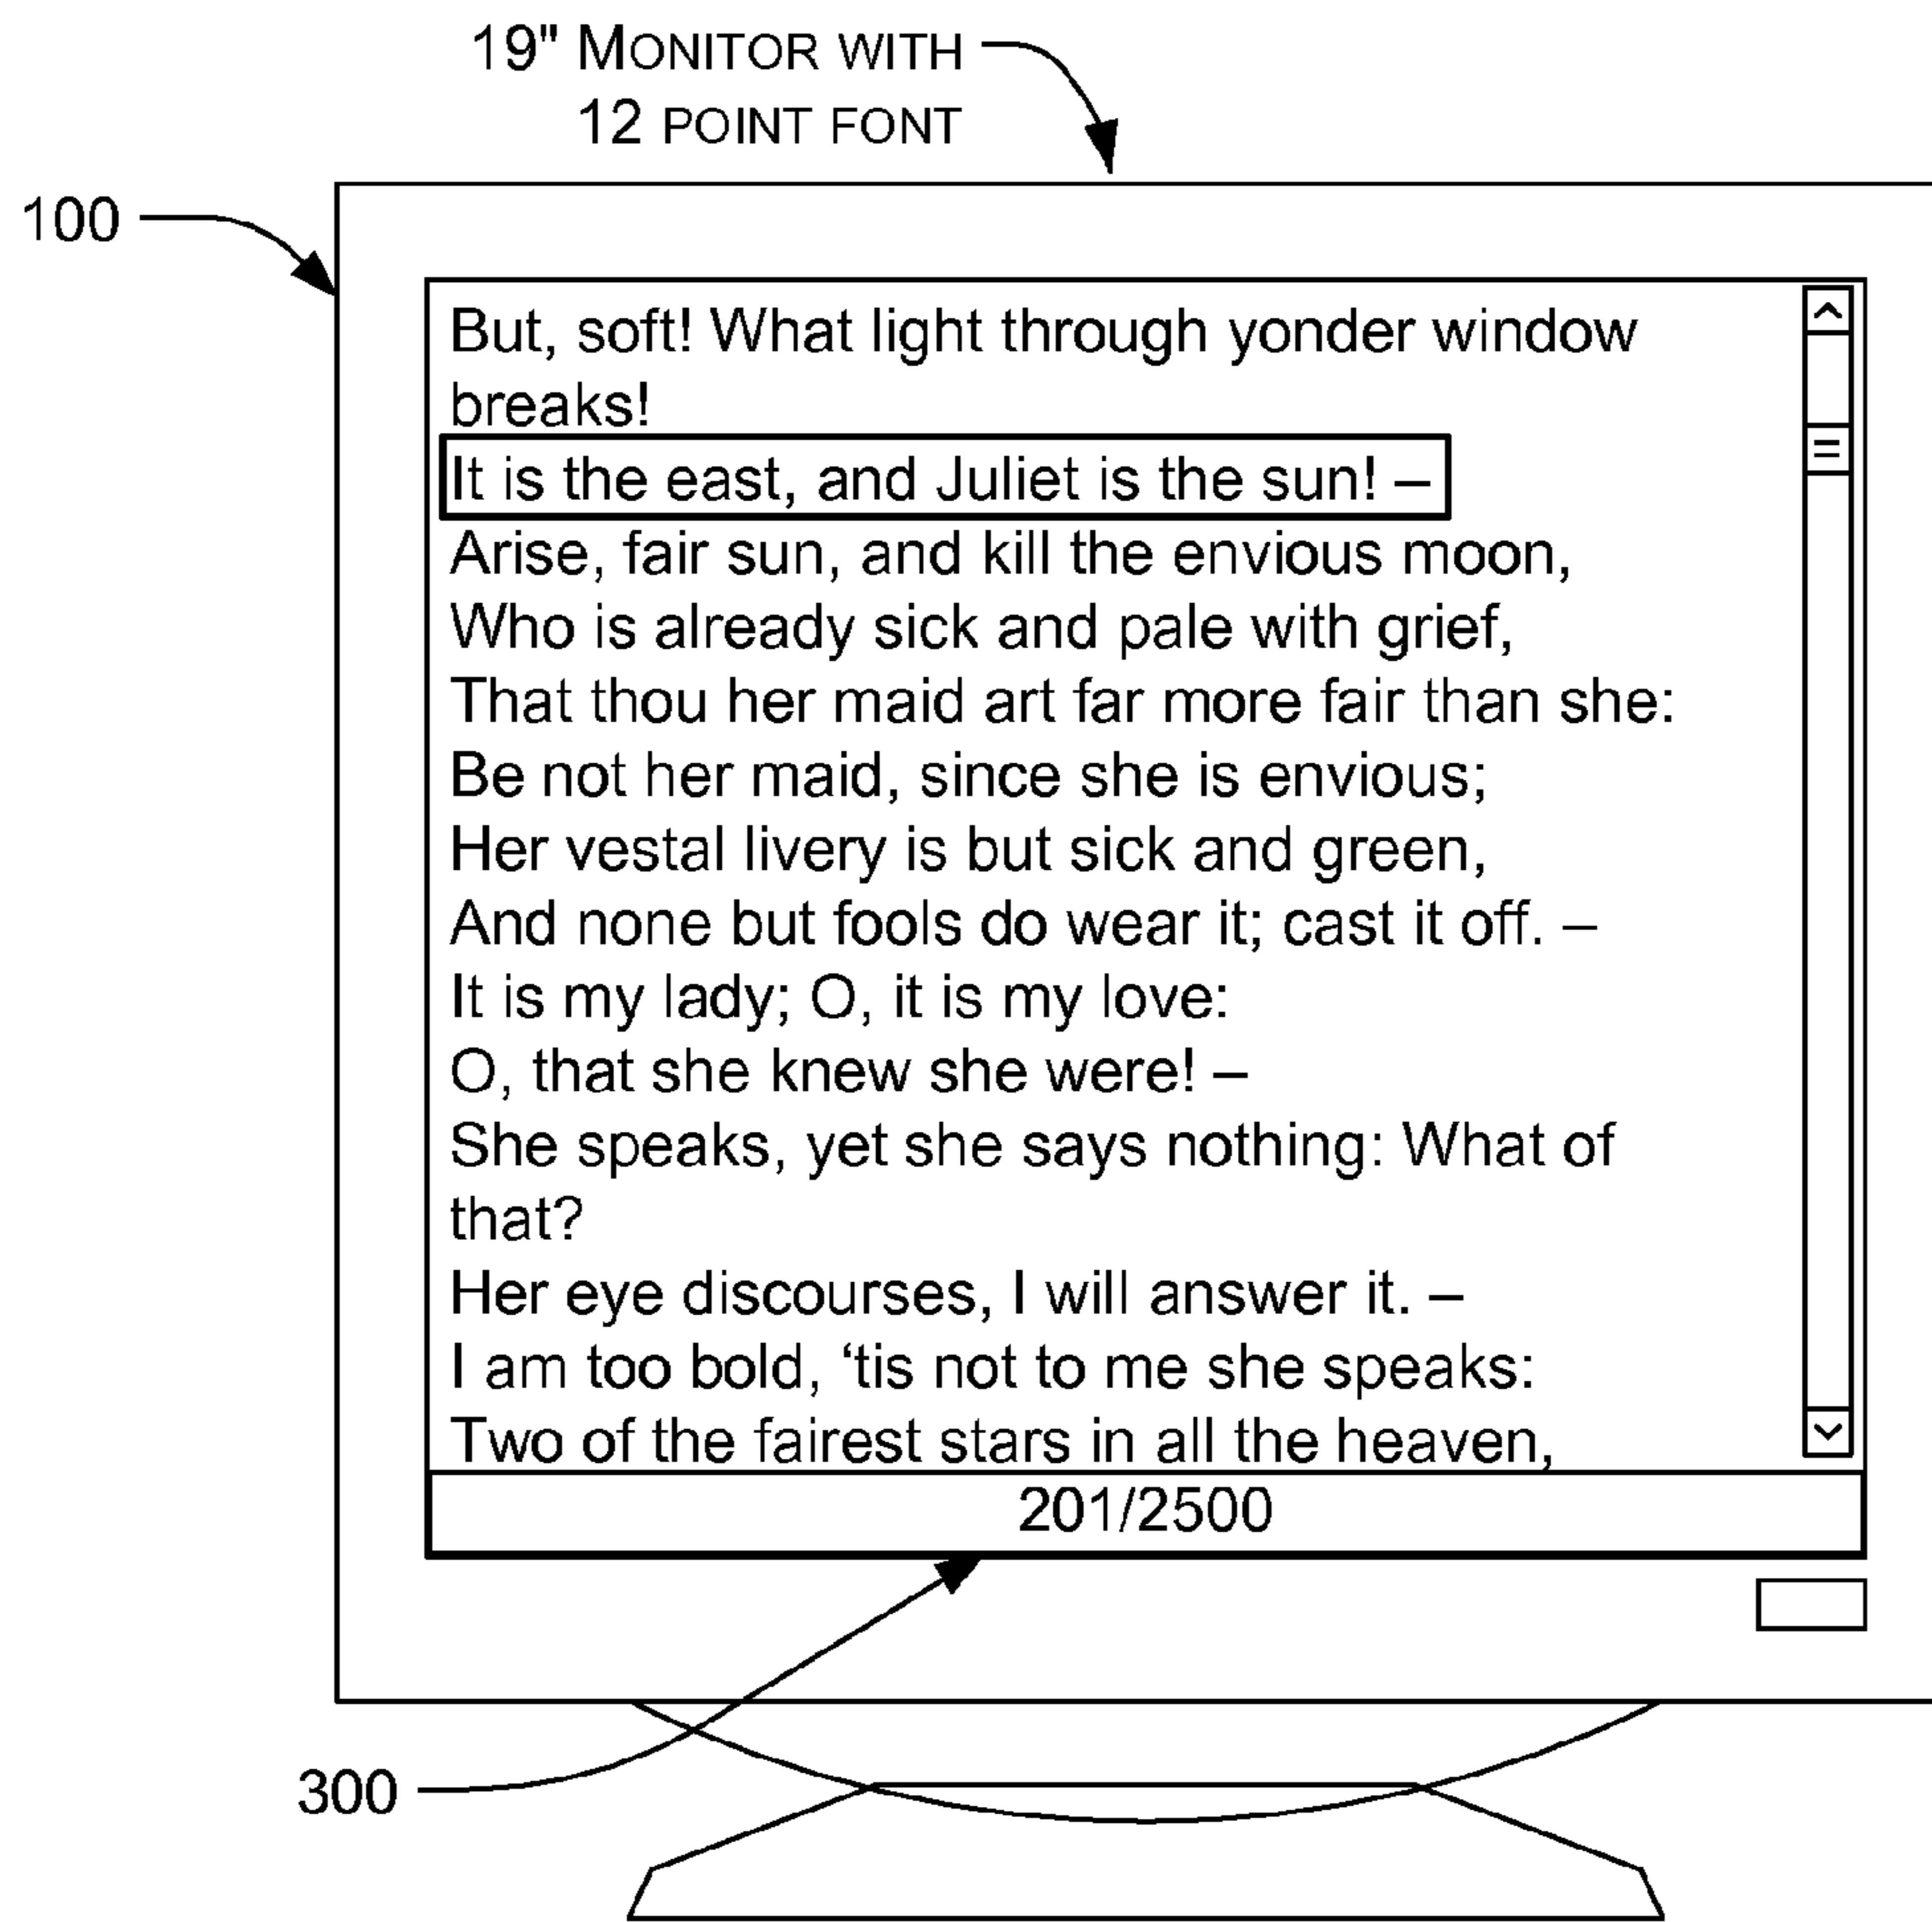 19" MONITOR WITH
12 POINT FONT
100
But, soft! What light through yonder window
breaks!
It is the east, and Juliet is the sun! –
Arise, fair sun, and kill the envious moon,
Who is already sick and pale with grief,
That thou her maid art far more fair than she:
Be not her maid, since she is envious;
Her vestal livery is but sick and green,
And none but fools do wear it; cast it off. –
It is my lady; O, it is my love:
O, that she knew she were! –
She speaks, yet she says nothing: What of
that?
Her eye discourses, I will answer it. –
I am too bold, ‘tis not to me she speaks:
Two of the fairest stars in all the heaven,
201/2500
300